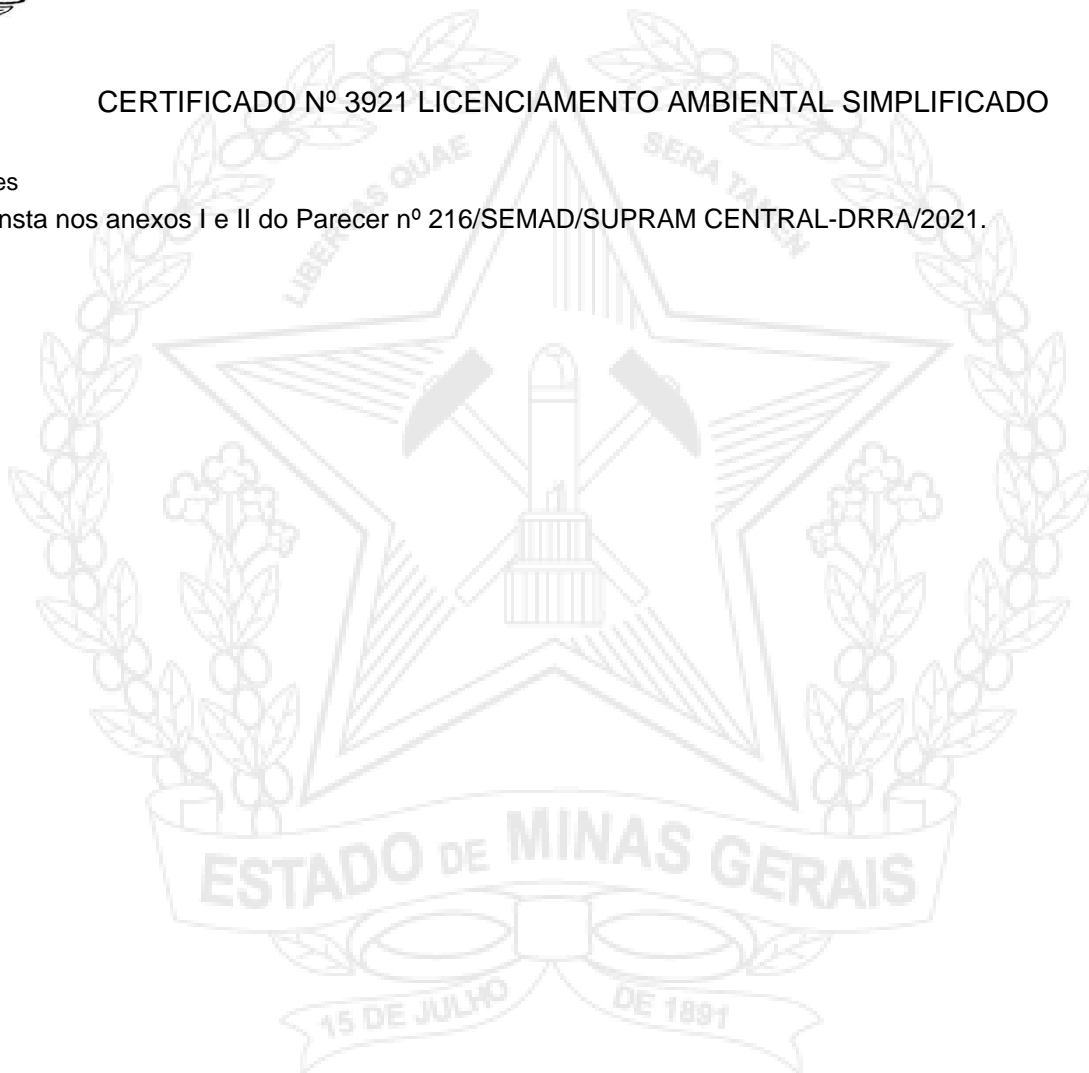 CERTIFICADO Nº 3921 LICENCIAMENTO AMBIENTAL SIMPLIFICADO
es
nsta nos anexos I e II do Parecer nº 216/SEMAD/SUPRAM CENTRAL-DRRA/2021.
LIBERTAS QUAE SERA TAMEN
ESTADO DE MINAS GERAIS
15 DE JULHO DE 1891